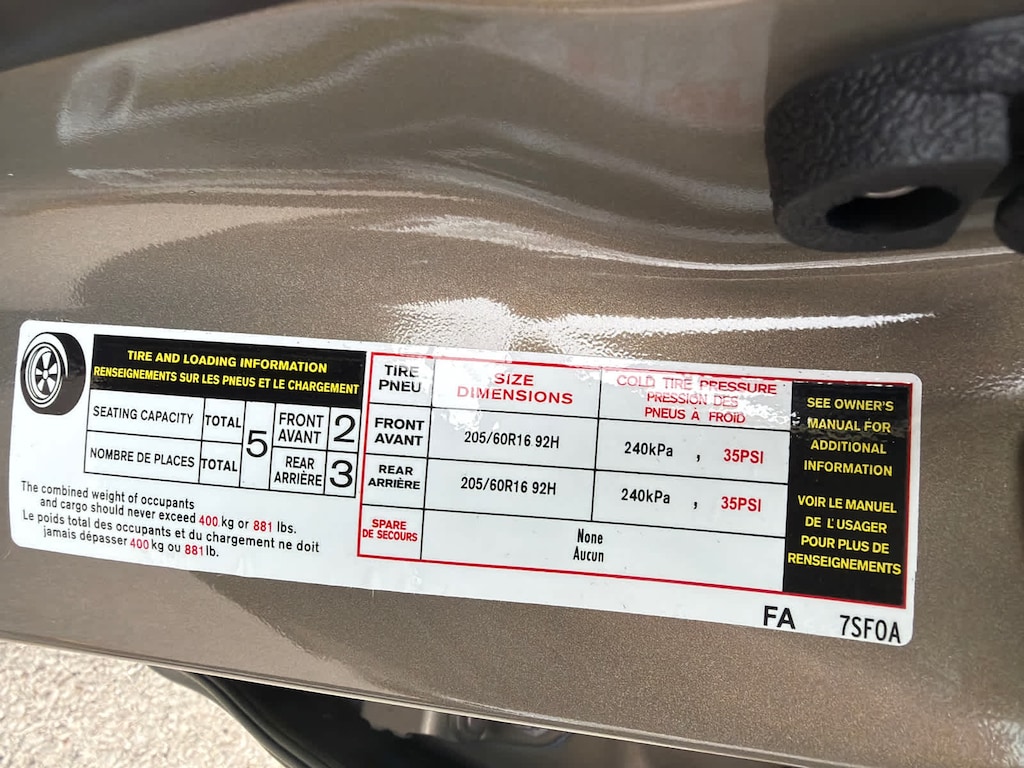 TIRE AND LOADING INFORMATION
RENSEIGNEMENTS SUR LES PNEUS ET LE CHARGEMENT
SEATING CAPACITY TOTAL 5 FRONT AVANT 2
NOMBRE DE PLACES TOTAL REAR ARRIÈRE 3
The combined weight of occupants
and cargo should never exceed 400 kg or 881 lbs.
Le poids total des occupants et du chargement ne doit
jamais dépasser 400 kg ou 881 lb.
TIRE PNEU SIZE DIMENSIONS COLD TIRE PRESSURE PRESSION DES PNEUS À FROID
FRONT AVANT 205/60R16 92H 240kPa , 35PSI
REAR ARRIÈRE 205/60R16 92H 240kPa , 35PSI
SPARE DE SECOURS None Aucun
SEE OWNER'S
MANUAL FOR
ADDITIONAL
INFORMATION
VOIR LE MANUEL
DE L'USAGER
POUR PLUS DE
RENSEIGNEMENTS
FA 7SF0A